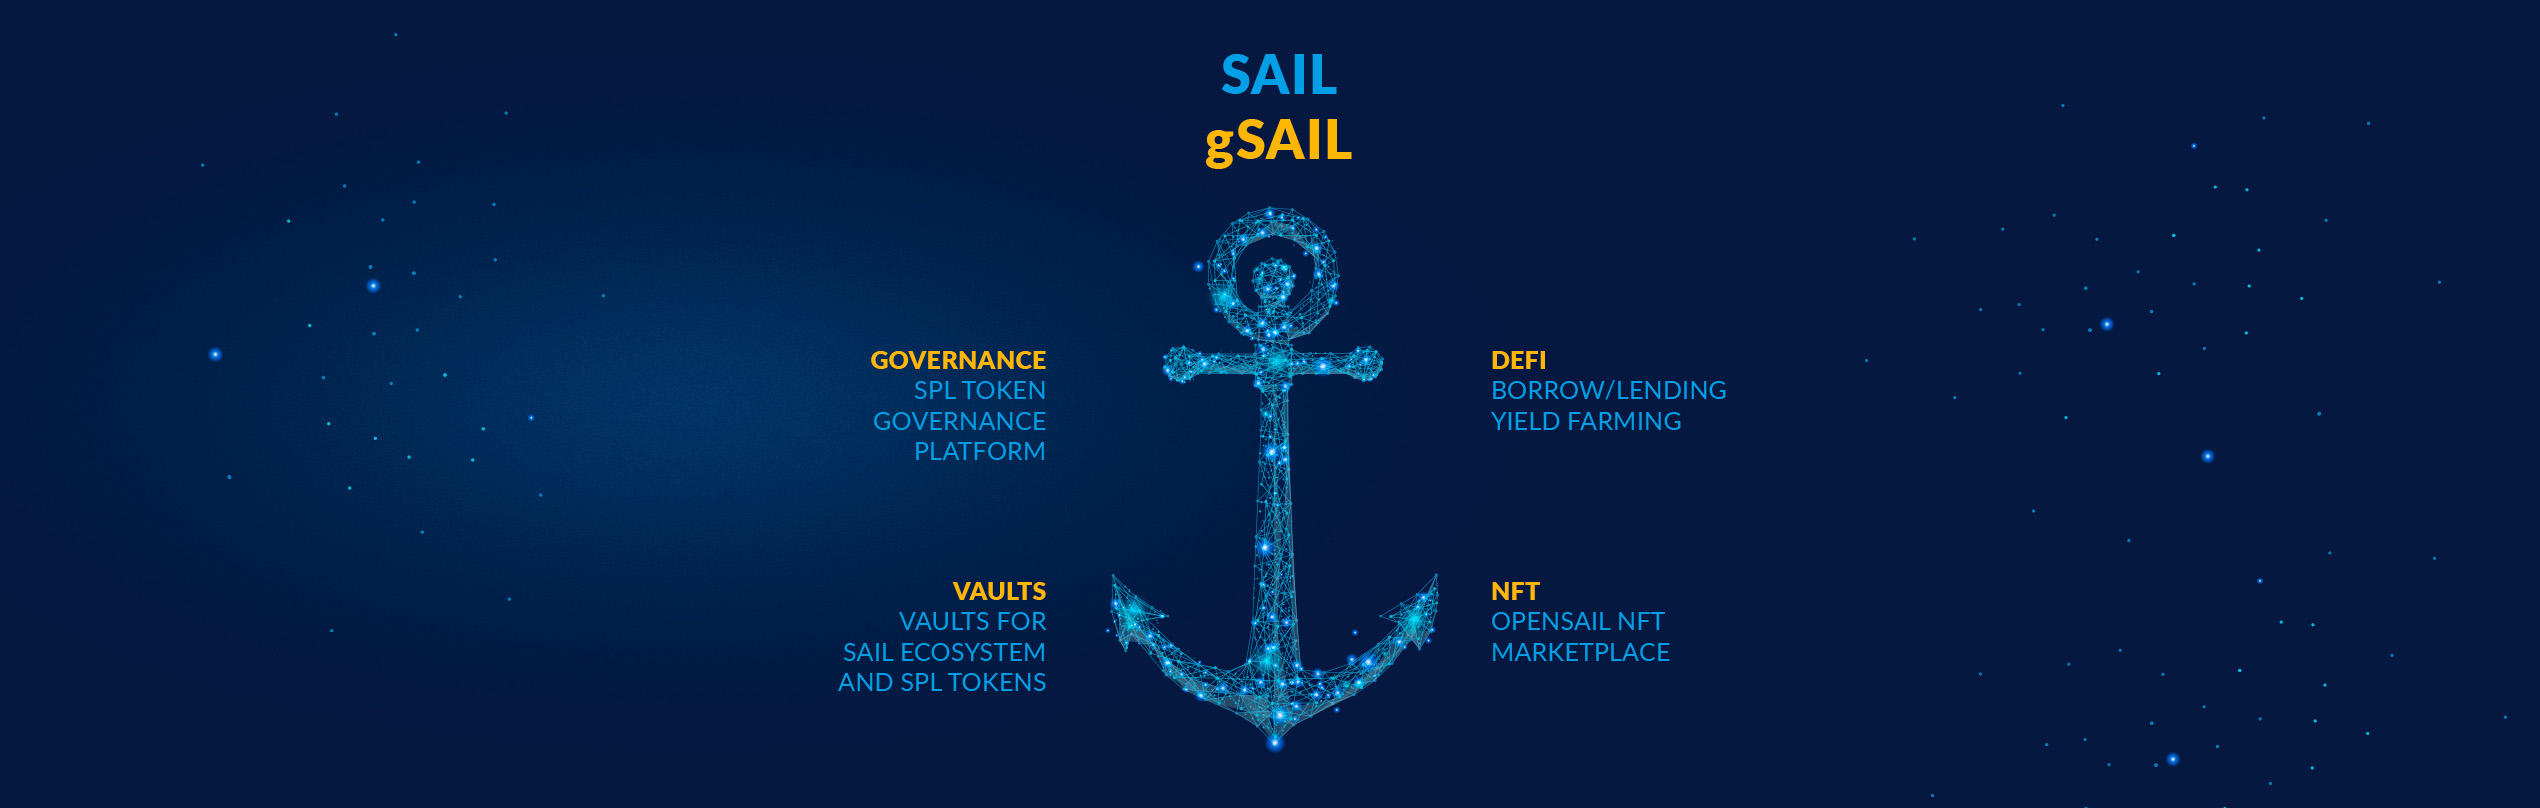 SAIL
gSAIL
GOVERNANCE
SPL TOKEN
GOVERNANCE
PLATFORM
DEFI
BORROW/LENDING
YIELD FARMING
VAULTS
VAULTS FOR
SAIL ECOSYSTEM
AND SPL TOKENS
NFT
OPENSAIL NFT
MARKETPLACE